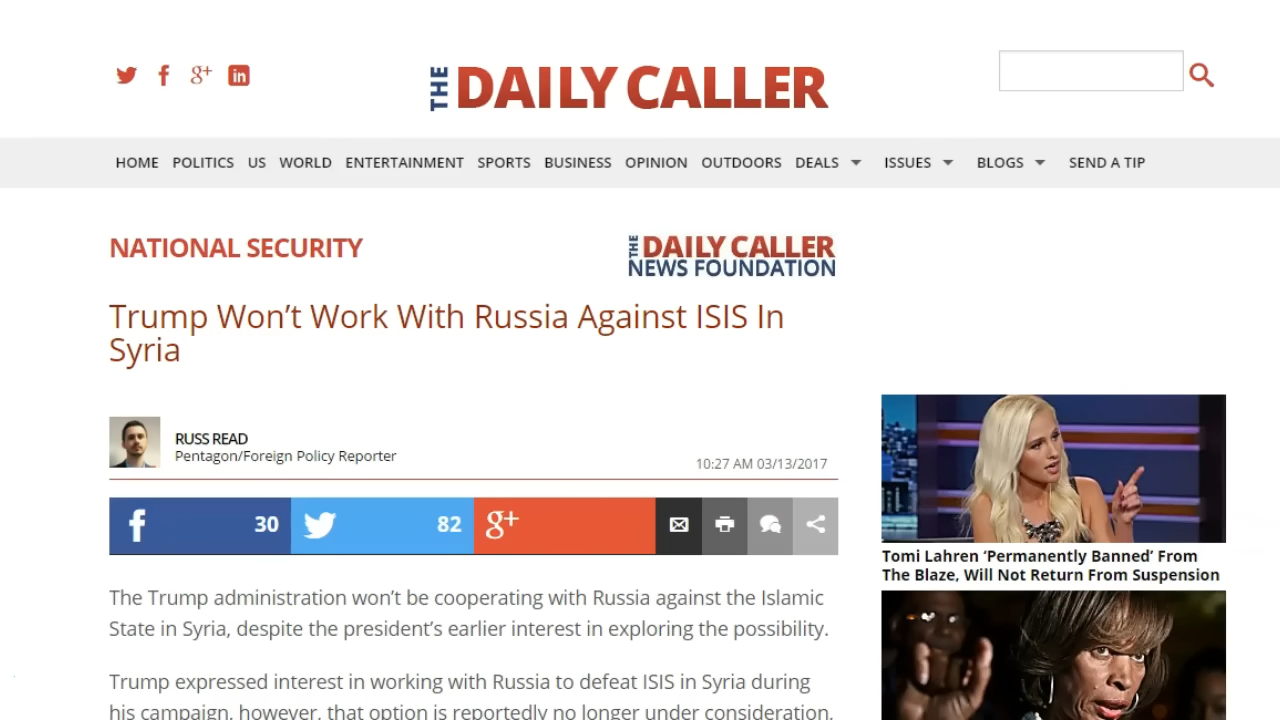 THE DAILY CALLER
HOME POLITICS US WORLD ENTERTAINMENT SPORTS BUSINESS OPINION OUTDOORS DEALS ISSUES BLOGS SEND A TIP
NATIONAL SECURITY
THE DAILY CALLER
NEWS FOUNDATION
Trump Won’t Work With Russia Against ISIS In
Syria
RUSS READ
Pentagon/Foreign Policy Reporter
10:27 AM 03/13/2017
30
82
g+
The Trump administration won’t be cooperating with Russia against the Islamic
State in Syria, despite the president’s earlier interest in exploring the possibility.
Trump expressed interest in working with Russia to defeat ISIS in Syria during
his campaign, however, that option is reportedly no longer under consideration,
Tomi Lahren ‘Permanently Banned’ From
The Blaze, Will Not Return From Suspension